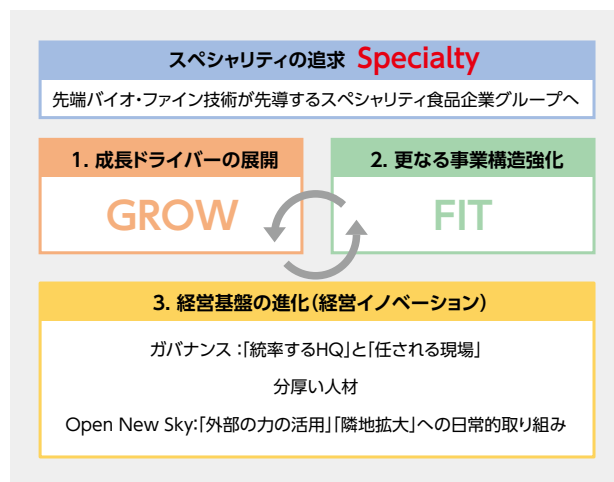 スペシャリティの追求 Specialty
先端バイオ・ファイン技術が先導するスペシャリティ食品企業グループへ
1. 成長ドライバーの展開
GROW
2. 更なる事業構造強化
FIT
3. 経営基盤の進化(経営イノベーション)
ガバナンス:「統率するHQ」と「任される現場」
分厚い人材
Open New Sky:「外部の力の活用」「隣地拡大」への日常的取り組み